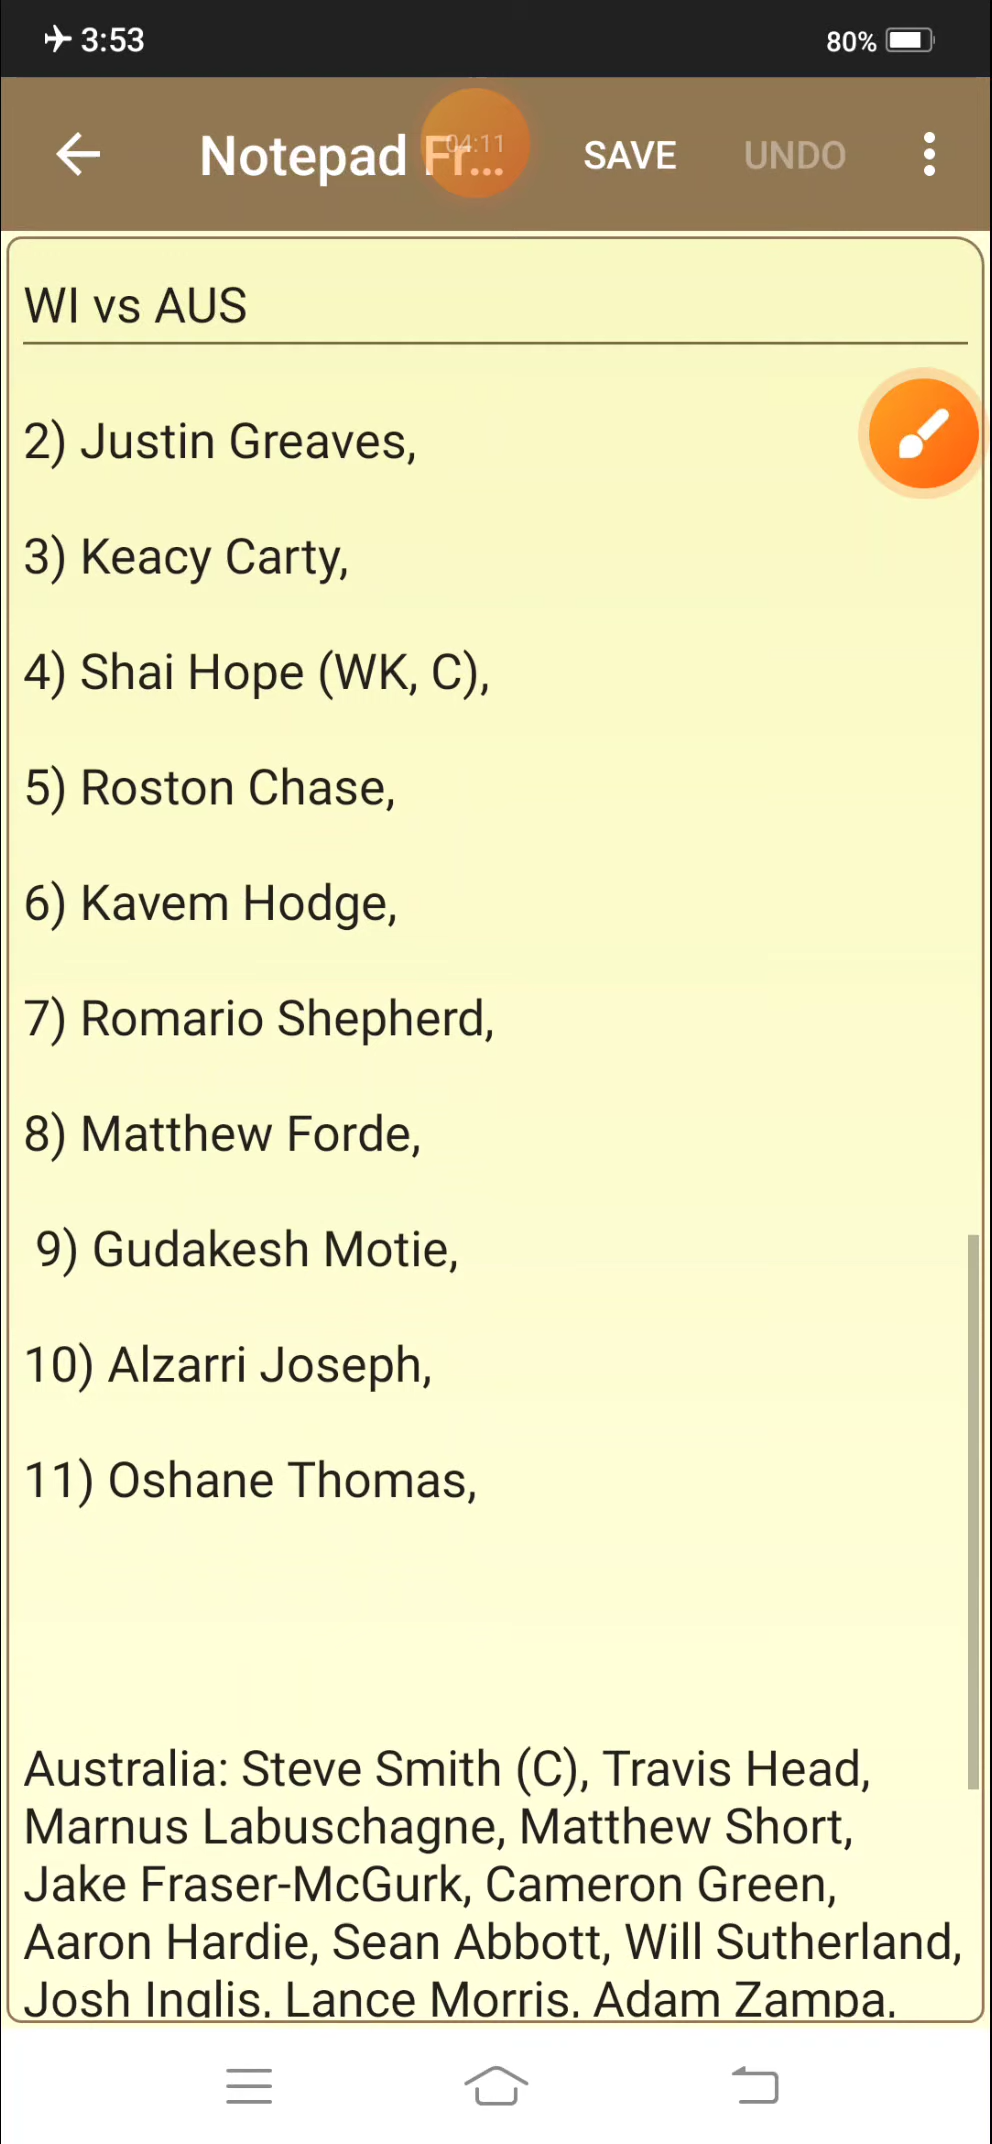 3:53
80%
Notepad Fr...
04:11
SAVE
UNDO
WI vs AUS
2) Justin Greaves,
3) Keacy Carty,
4) Shai Hope (WK, C),
5) Roston Chase,
6) Kavem Hodge,
7) Romario Shepherd,
8) Matthew Forde,
9) Gudakesh Motie,
10) Alzarri Joseph,
11) Oshane Thomas,
Australia: Steve Smith (C), Travis Head,
Marnus Labuschagne, Matthew Short,
Jake Fraser-McGurk, Cameron Green,
Aaron Hardie, Sean Abbott, Will Sutherland,
Josh Inglis, Lance Morris, Adam Zampa,